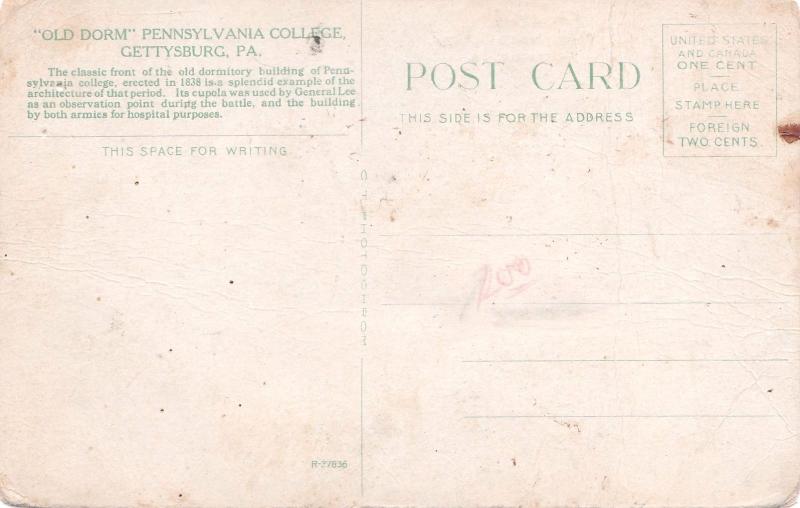 "OLD DORM" PENNSYLVANIA COLLEGE,
GETTYSBURG, PA.
The classic front of the old dormitory building of Penn-
sylvania college, erected in 1838 is a splendid example of the
architecture of that period. Its cupola was used by General Lee
as an observation point during the battle, and the building
by both armies for hospital purposes.
THIS SPACE FOR WRITING
POST CARD
THIS SIDE IS FOR THE ADDRESS
UNITED STATES
AND CANADA
ONE CENT
PLACE
STAMP HERE
FOREIGN
TWO CENTS.
PHOTOCHROM
200
R-37836